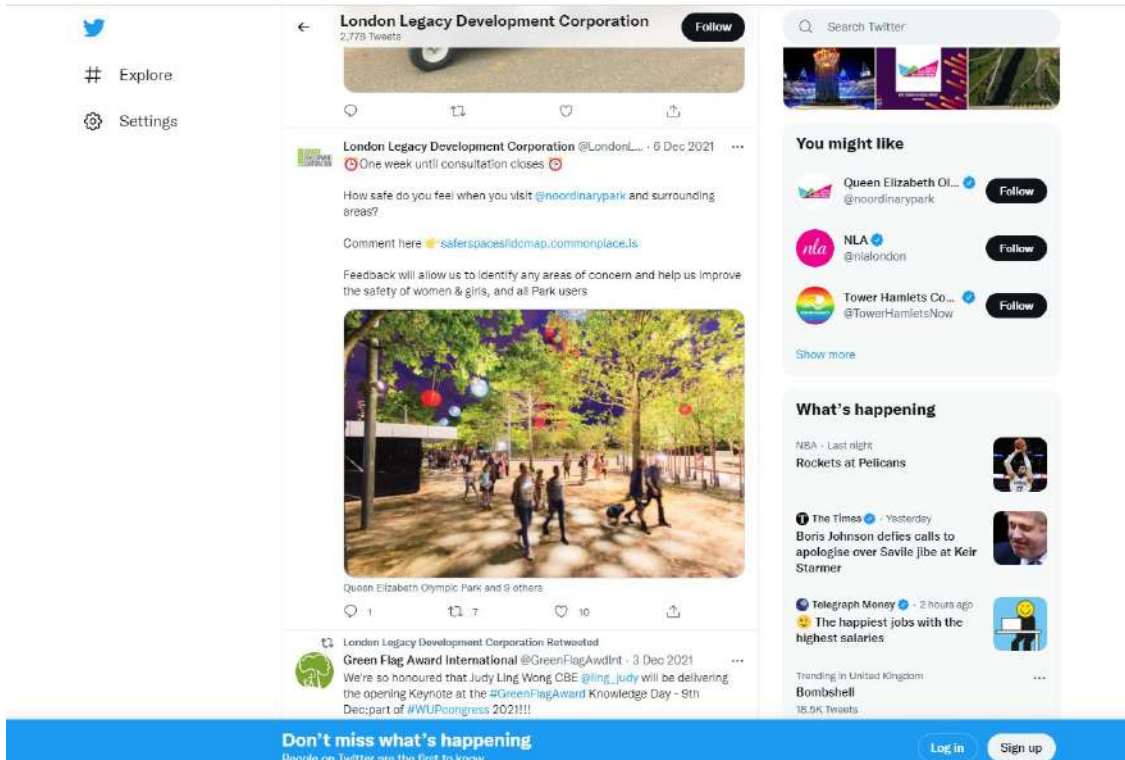 Explore
Settings
London Legacy Development Corporation
2,778 Tweets
Follow
London Legacy Development Corporation @LondonL... · 6 Dec 2021
One week until consultation closes
How safe do you feel when you visit @noordinarypark and surrounding
areas?
Comment here saferspaceslldcmap.commonplace.is
Feedback will allow us to identify any areas of concern and help us improve
the safety of women & girls, and all Park users
Queen Elizabeth Olympic Park and 9 others
1 7 10
London Legacy Development Corporation Retweeted
Green Flag Award International @GreenFlagAwdInt · 3 Dec 2021
We're so honoured that Judy Ling Wong CBE @ling_judy will be delivering
the opening Keynote at the #GreenFlagAward Knowledge Day - 9th
Dec;part of #WUPcongress 2021!!!
Search Twitter
You might like
Queen Elizabeth Ol...
@noordinarypark
Follow
nla
NLA
@nlalondon
Follow
Tower Hamlets Co...
@TowerHamletsNow
Follow
Show more
What's happening
NBA · Last night
Rockets at Pelicans
The Times · Yesterday
Boris Johnson defies calls to
apologise over Savile jibe at Keir
Starmer
Telegraph Money · 2 hours ago
The happiest jobs with the
highest salaries
Trending in United Kingdom
Bombshell
18.5K Tweets
Don't miss what's happening
People on Twitter are the first to know.
Log in
Sign up